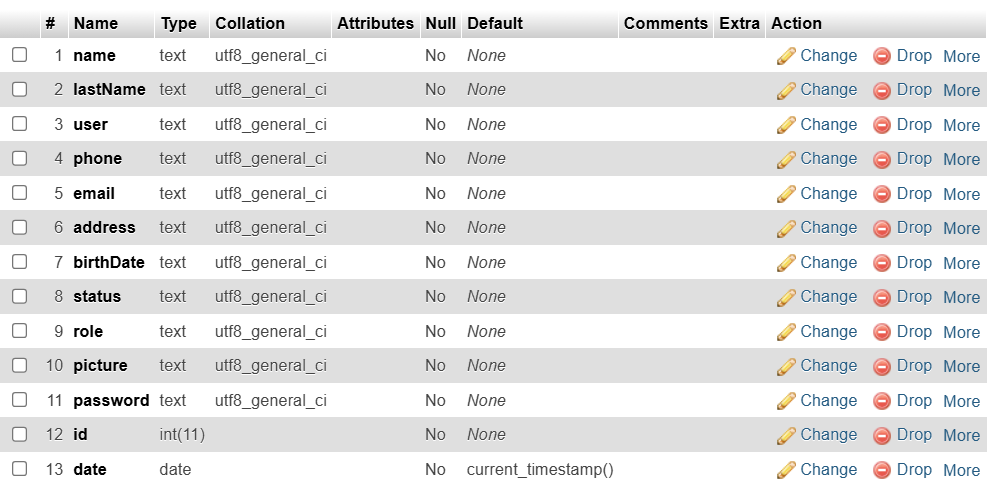 # Name Type Collation Attributes Null Default Comments Extra Action
1 name text utf8_general_ci No None Change Drop More
2 lastName text utf8_general_ci No None Change Drop More
3 user text utf8_general_ci No None Change Drop More
4 phone text utf8_general_ci No None Change Drop More
5 email text utf8_general_ci No None Change Drop More
6 address text utf8_general_ci No None Change Drop More
7 birthDate text utf8_general_ci No None Change Drop More
8 status text utf8_general_ci No None Change Drop More
9 role text utf8_general_ci No None Change Drop More
10 picture text utf8_general_ci No None Change Drop More
11 password text utf8_general_ci No None Change Drop More
12 id int(11) No None Change Drop More
13 date date No current_timestamp() Change Drop More